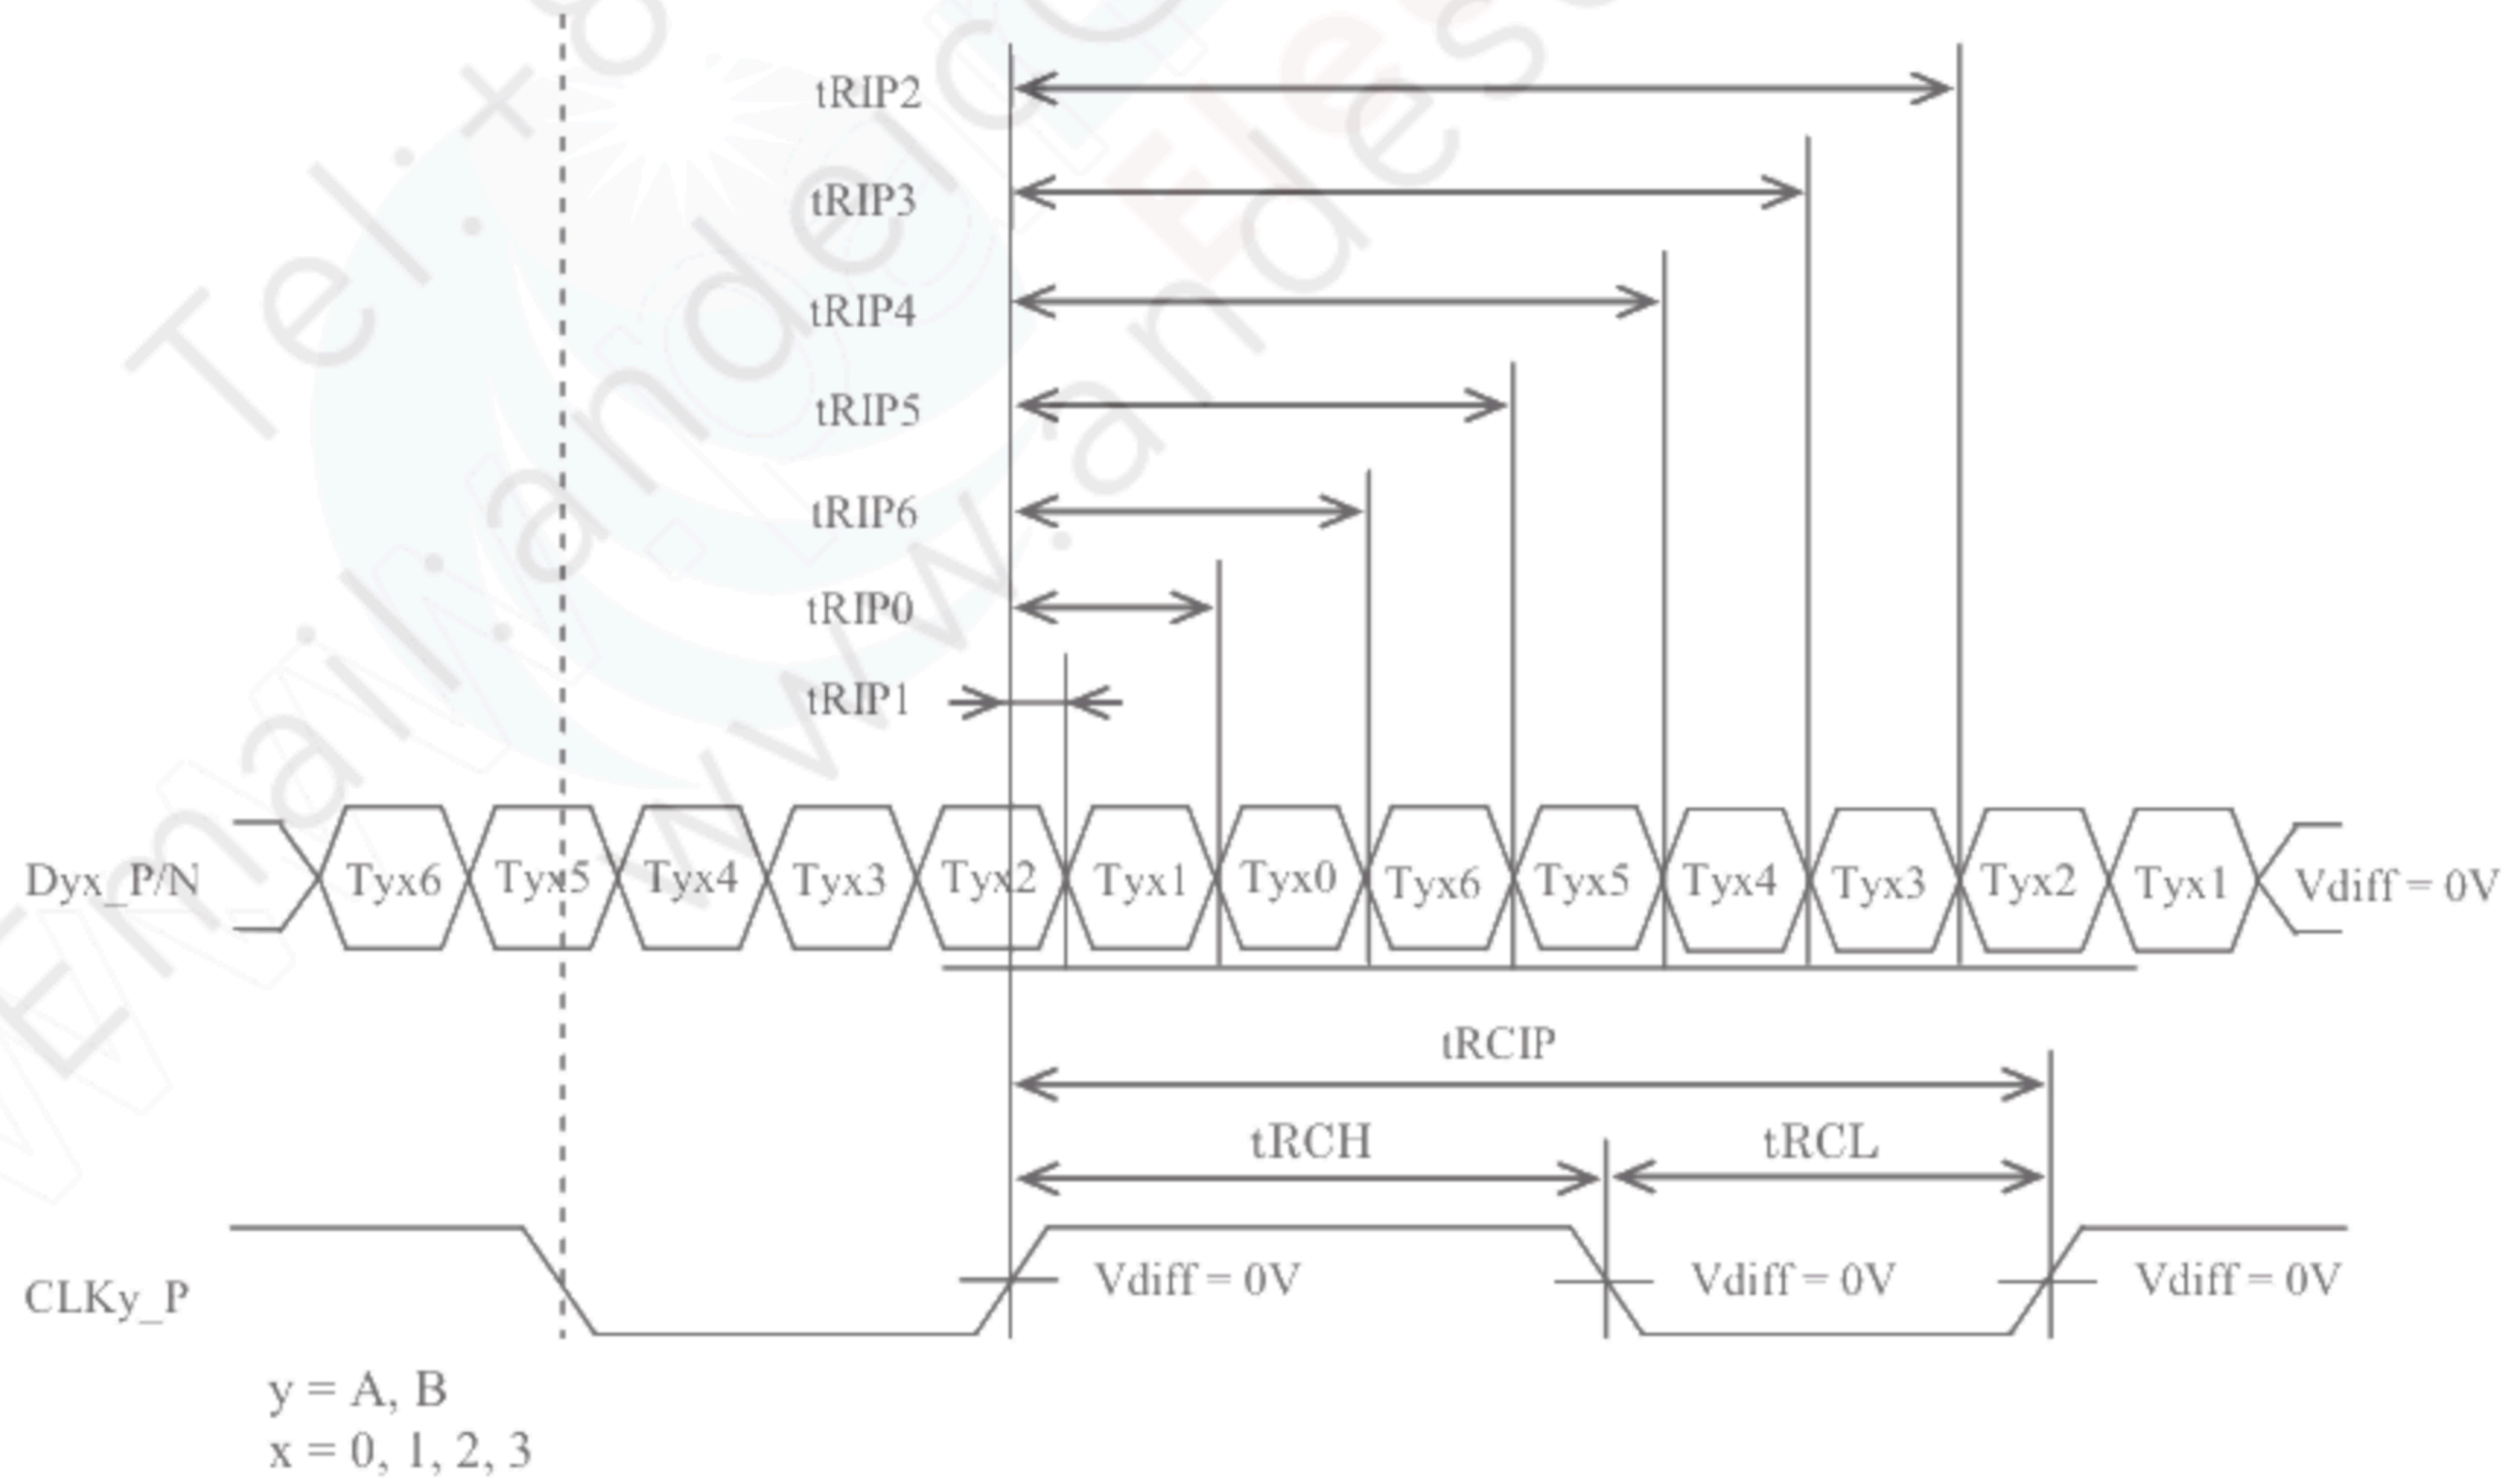 tRIP2
tRIP3
tRIP4
tRIP5
tRIP6
tRIP0
tRIP1
Dyx_P/N Tyx6 Tyx5 Tyx4 Tyx3 Tyx2 Tyx1 Tyx0 Tyx6 Tyx5 Tyx4 Tyx3 Tyx2 Tyx1 Vdiff = 0V
tRCIP
tRCH tRCL
CLKy_P Vdiff = 0V Vdiff = 0V Vdiff = 0V
y = A, B
x = 0, 1, 2, 3